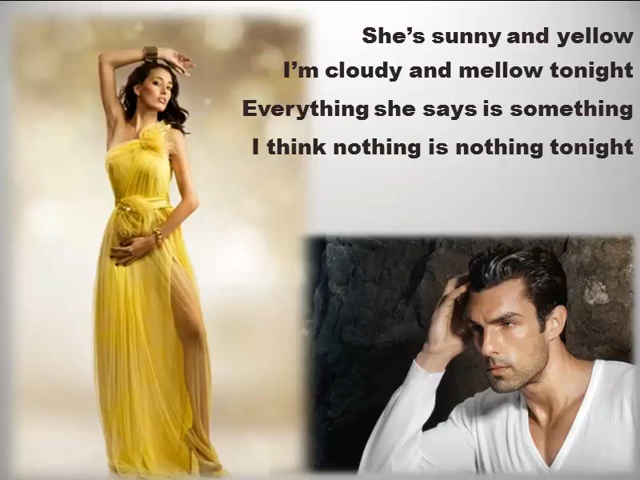 She’s sunny and yellow
I’m cloudy and mellow tonight
Everything she says is something
I think nothing is nothing tonight